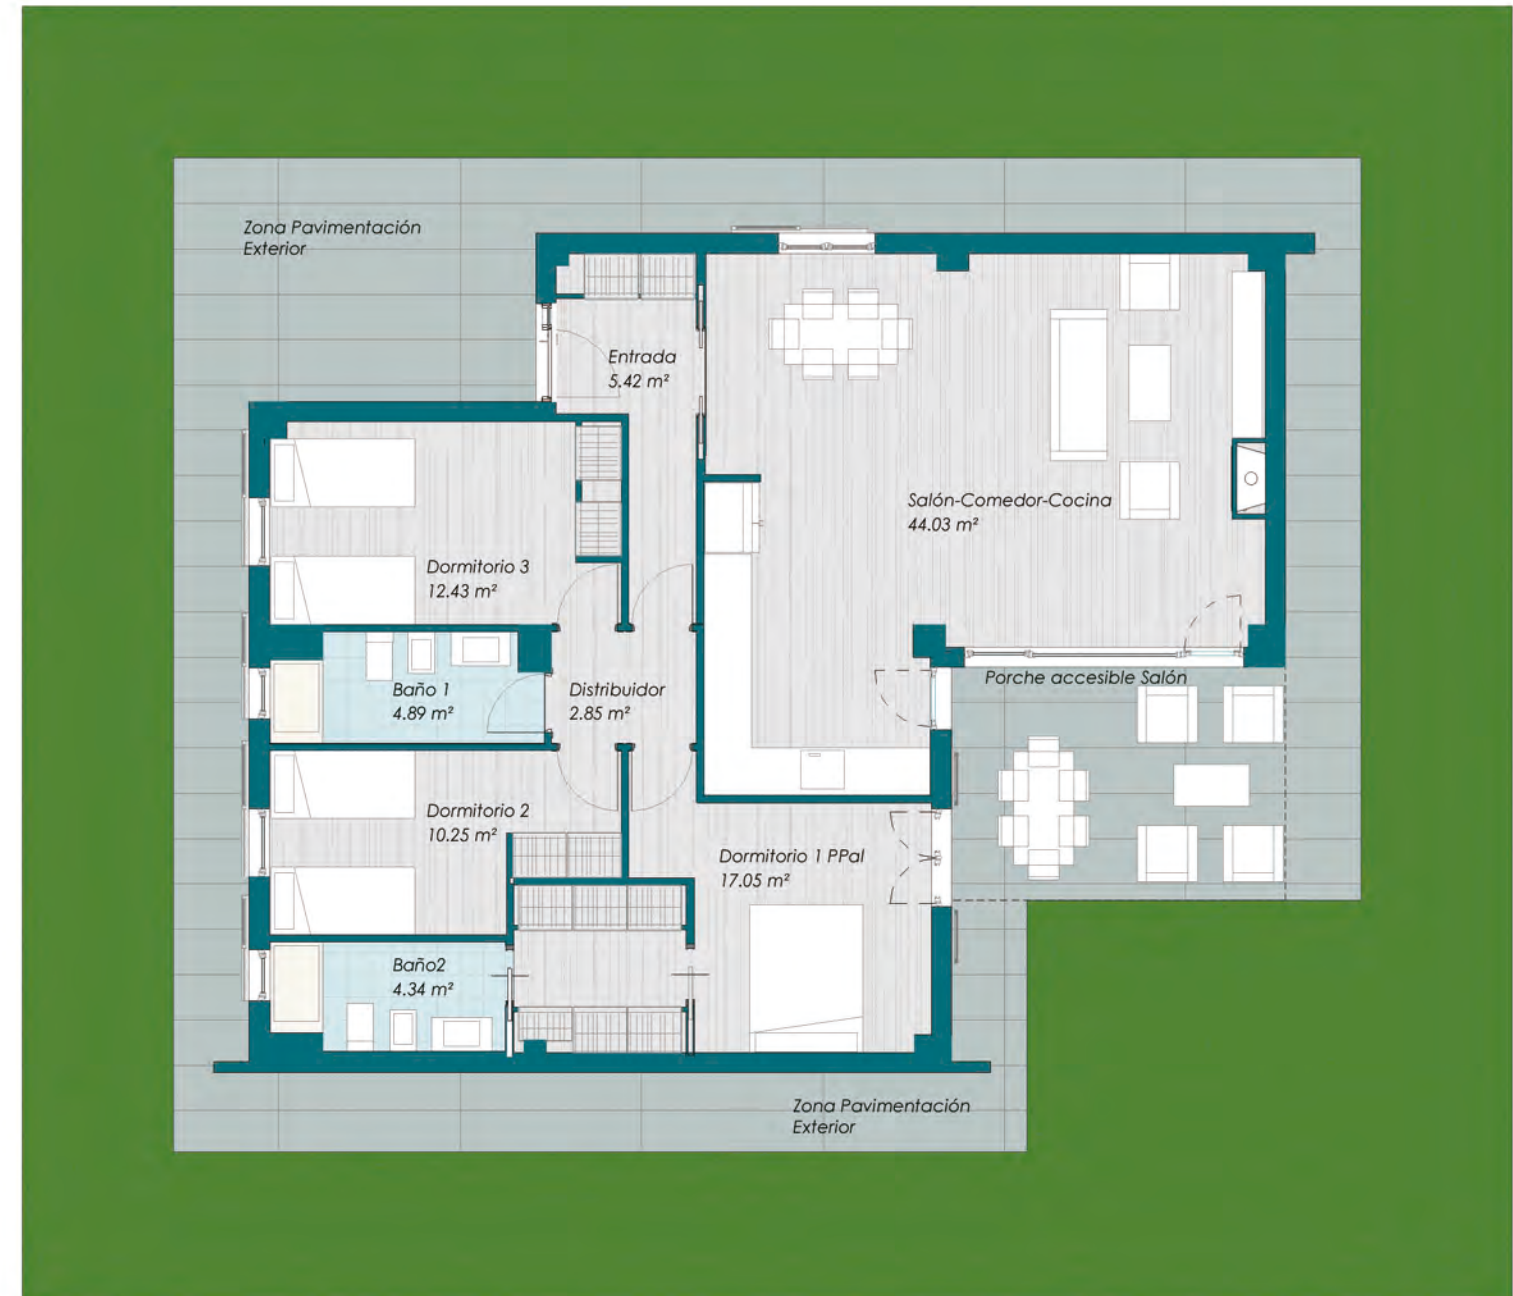 Zona Pavimentación
Exterior
Entrada
5.42 m²
Salón-Comedor-Cocina
44.03 m²
Dormitorio 3
12.43 m²
Baño 1
4.89 m²
Distribuidor
2.85 m²
Porche accesible Salón
Dormitorio 2
10.25 m²
Dormitorio 1 PPal
17.05 m²
Baño2
4.34 m²
Zona Pavimentación
Exterior